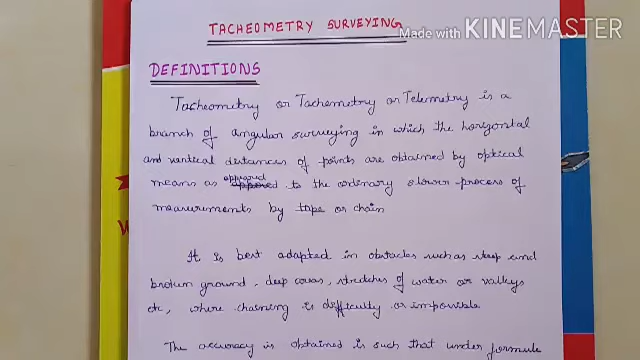 TACHEOMETRY SURVEYING
Made with KINEMASTER
DEFINITIONS
Tacheometry or Tachemetry or Telemetry is a
branch of angular surveying in which the horizontal
and vertical distances of points are obtained by optical
means as opposed to the ordinary slower process of
measurements by tape or chain
It is best adapted in obstacles such as steep and
broken ground, deep stretches of water or valleys
etc, where chaining is difficulty or impossible
The accuracy is obtained is such that under formule